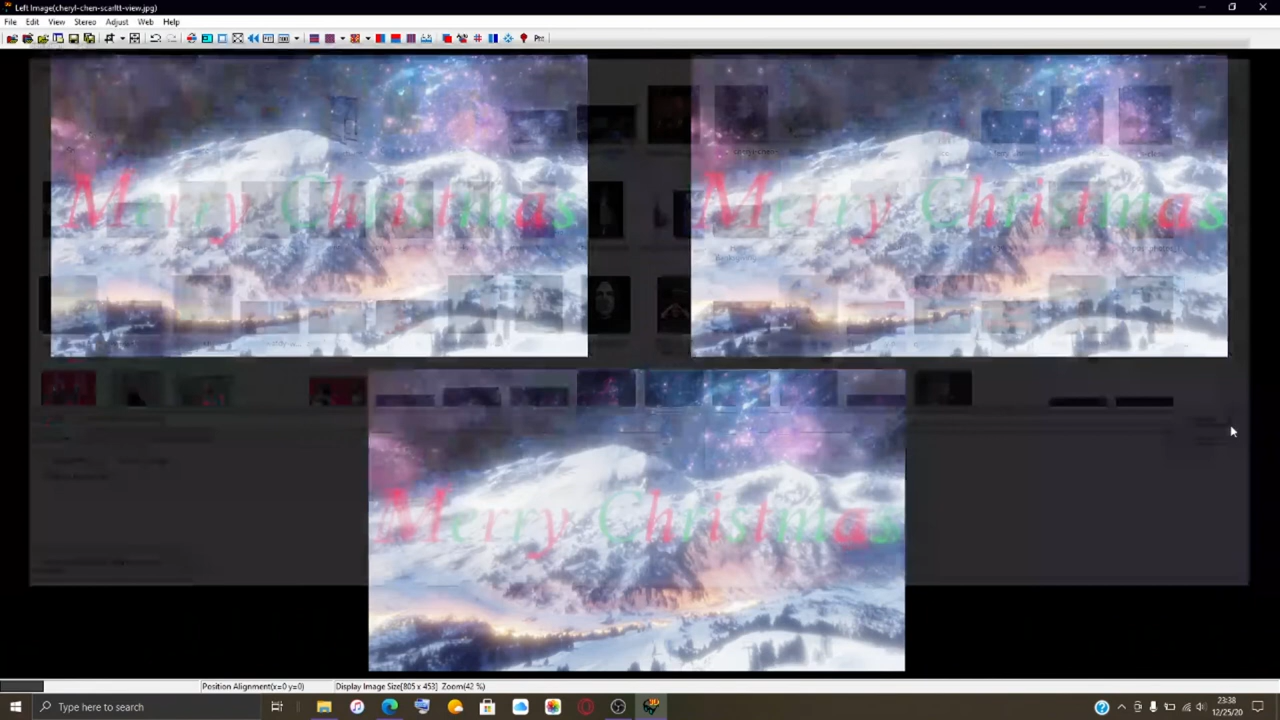 Left Image(cheryl-chen-scarltt-view.jpg)
File Edit View Stereo Adjust Web Help
Pre
Merry Christmas Merry Christmas
Merry Christmas
Position Alignment(x=0 y=0) Display Image Size[805 x 453] Zoom(42 %)
Type here to search
23:38
12/25/20